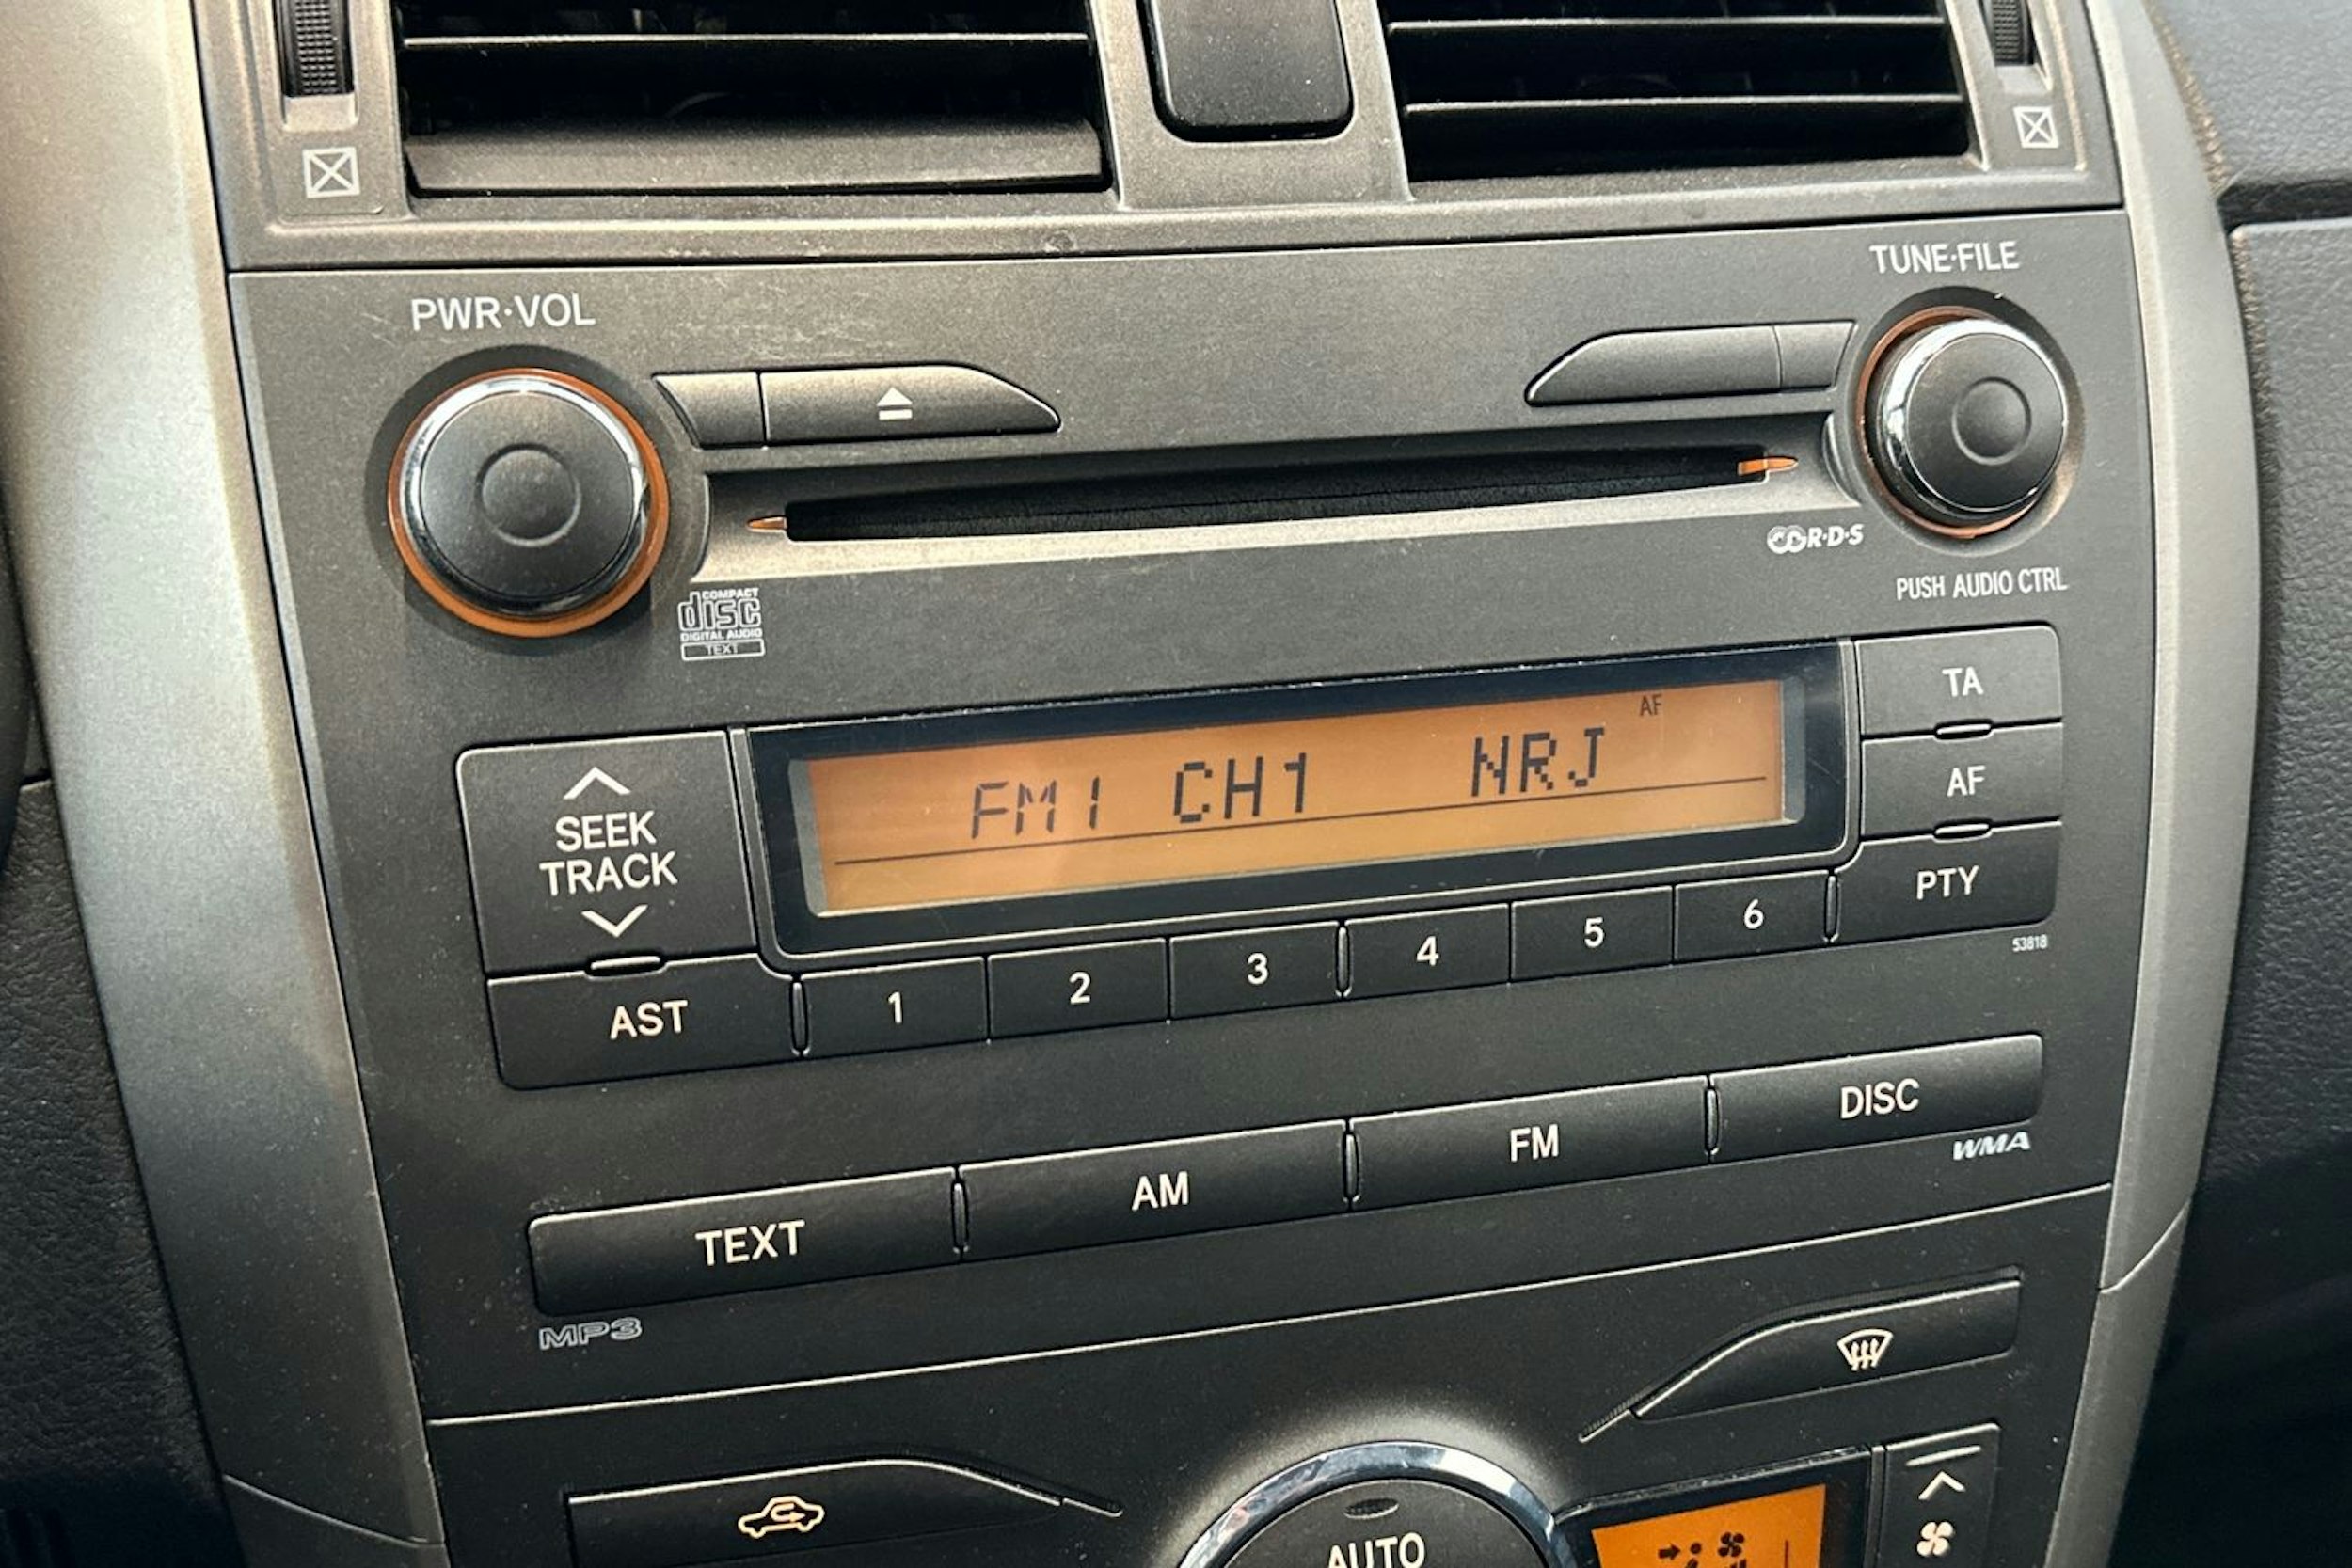 PWR·VOL
TUNE·FILE
R·D·S
PUSH AUDIO CTRL
COMPACT
disc
DIGITAL AUDIO
TEXT
AF
FM1 CH1 NRJ
SEEK
TRACK
TA
AF
PTY
53818
AST 1 2 3 4 5 6
TEXT AM FM DISC
WMA
MP3
AUTO